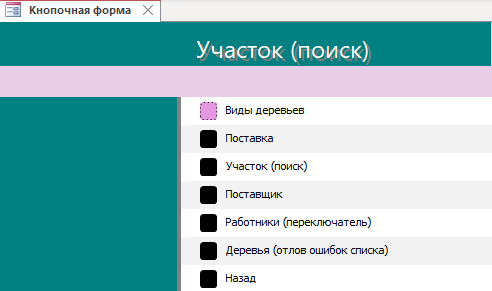 Кнопочная форма
Участок (поиск)
Виды деревьев
Поставка
Участок (поиск)
Поставщик
Работники (переключатель)
Деревья (отлов ошибок списка)
Назад